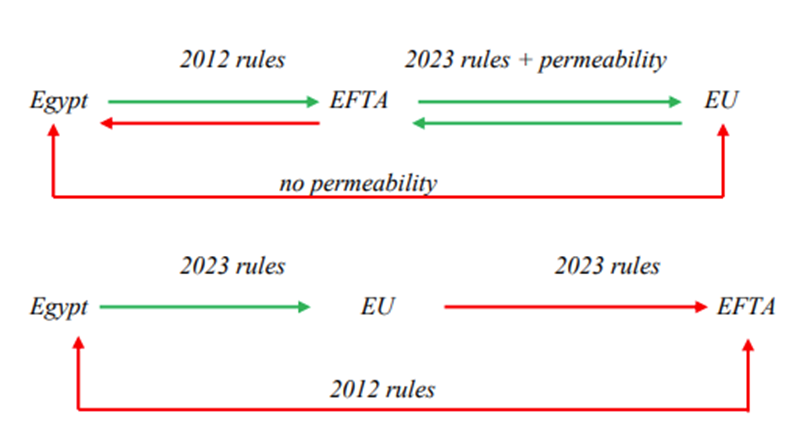 2012 rules 2023 rules + permeability
Egypt EFTA EU
no permeability
2023 rules 2023 rules
Egypt EU EFTA
2012 rules